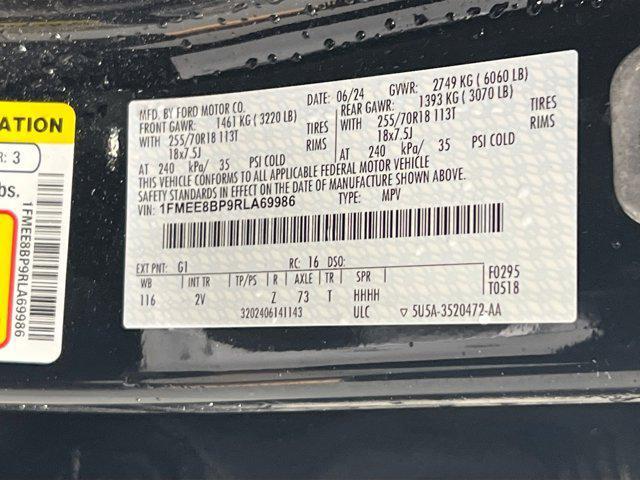 ATION
R: 3
bs.
1FMEE8BP9RLA69986
MFD. BY FORD MOTOR CO.
DATE: 06/24 GVWR: 2749 KG ( 6060 LB)
FRONT GAWR: 1461 KG ( 3220 LB) REAR GAWR: 1393 KG ( 3070 LB)
WITH 255/70R18 113T TIRES WITH 255/70R18 113T TIRES
18x7.5J RIMS 18x7.5J RIMS
AT 240 kPa/ 35 PSI COLD AT 240 kPa/ 35 PSI COLD
THIS VEHICLE CONFORMS TO ALL APPLICABLE FEDERAL MOTOR VEHICLE
SAFETY STANDARDS IN EFFECT ON THE DATE OF MANUFACTURE SHOWN ABOVE.
VIN: 1FMEE8BP9RLA69986 TYPE: MPV
EXT PNT: G1 RC: 16 DSO: F0295
WB INT TR TP/PS R AXLE TR SPR T0518
116 2V Z 73 T HHHH
3202406141143 ULC ▽ 5U5A-3520472-AA